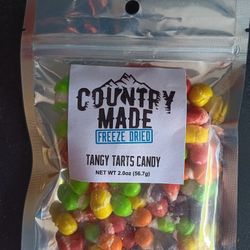 COUNTRY
MADE
FREEZE DRIED
TANGY TARTS CANDY
NET WT 2.0oz (56.7g)